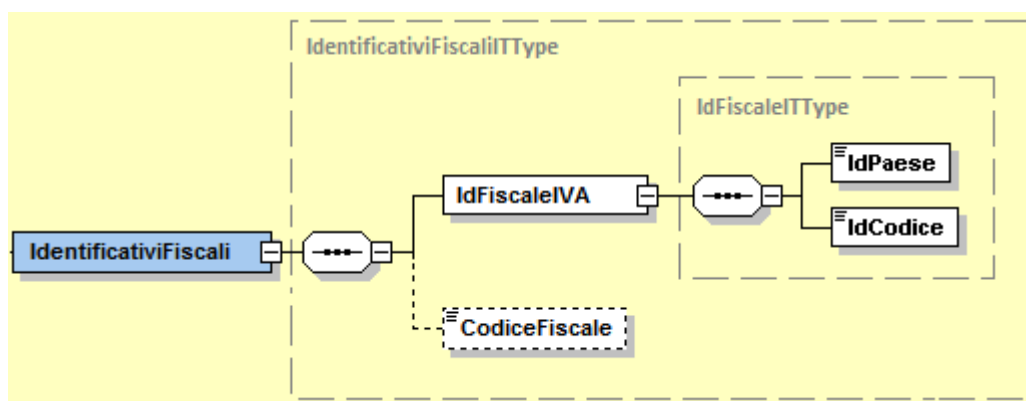 IdentificativiFiscaliITType
IdFiscaleITType
IdPaese
IdFiscaleIVA
IdCodice
IdentificativiFiscali
CodiceFiscale